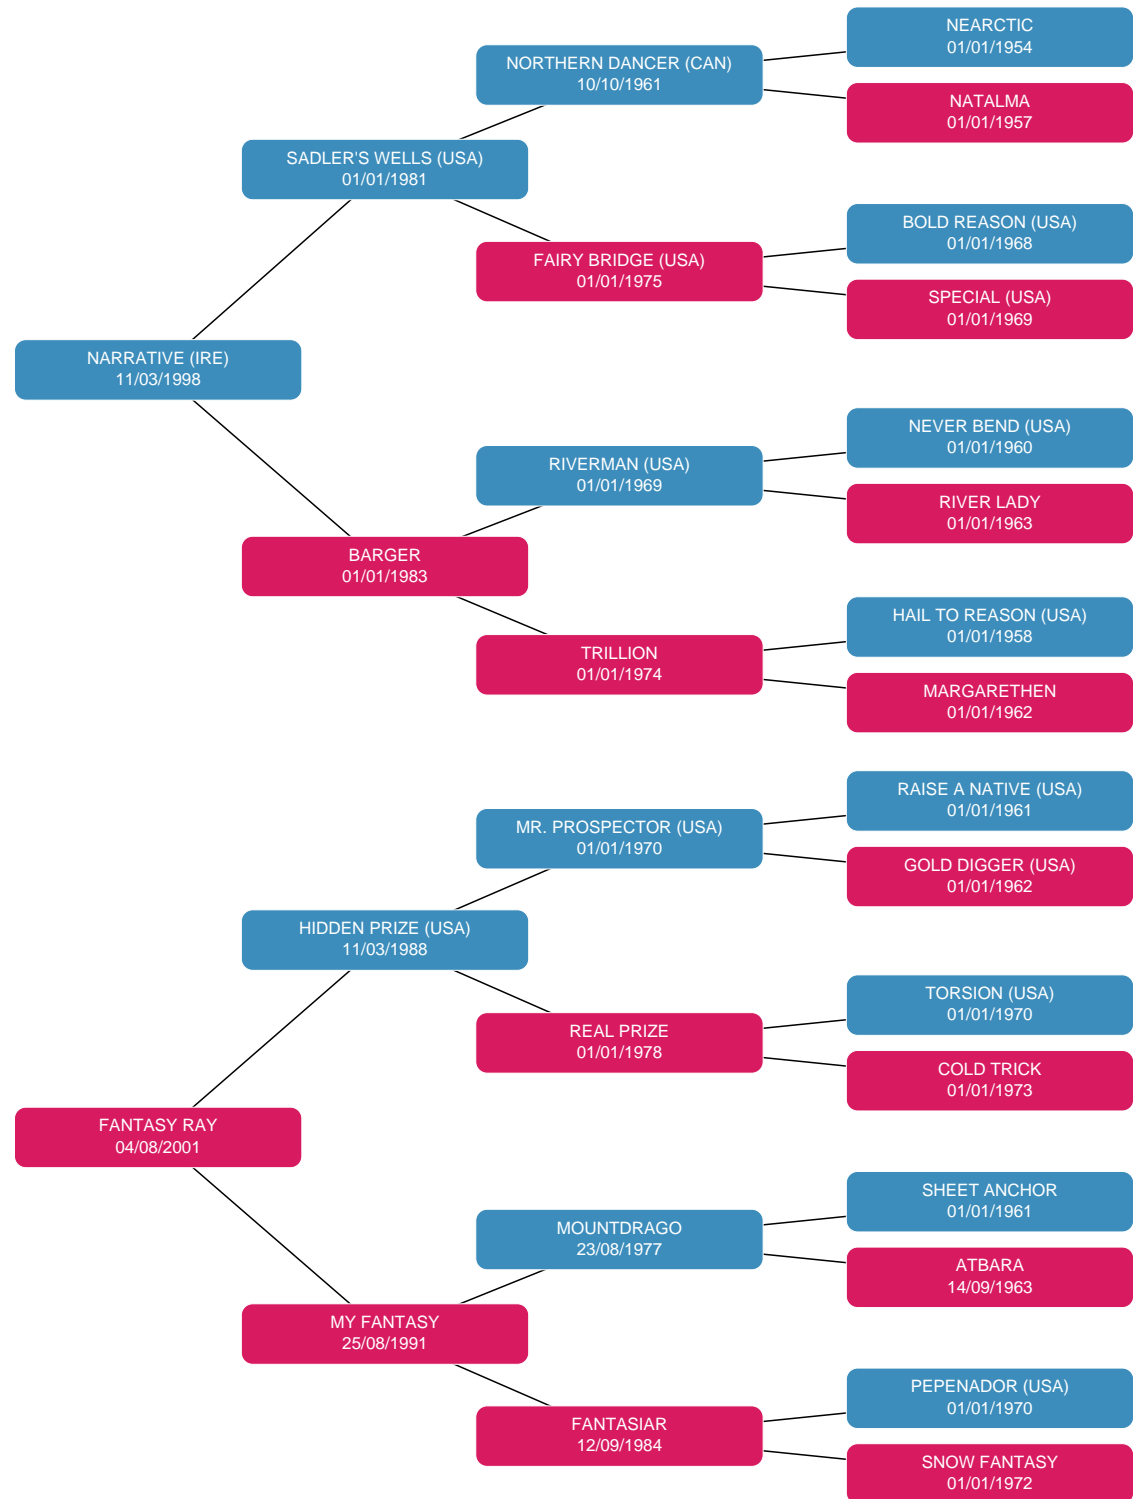 NEARCTIC
01/01/1954
NORTHERN DANCER (CAN)
10/10/1961
NATALMA
01/01/1957
SADLER'S WELLS (USA)
01/01/1981
BOLD REASON (USA)
01/01/1968
FAIRY BRIDGE (USA)
01/01/1975
SPECIAL (USA)
01/01/1969
NARRATIVE (IRE)
11/03/1998
NEVER BEND (USA)
01/01/1960
RIVERMAN (USA)
01/01/1969
RIVER LADY
01/01/1963
BARGER
01/01/1983
HAIL TO REASON (USA)
01/01/1958
TRILLION
01/01/1974
MARGARETHEN
01/01/1962
RAISE A NATIVE (USA)
01/01/1961
MR. PROSPECTOR (USA)
01/01/1970
GOLD DIGGER (USA)
01/01/1962
HIDDEN PRIZE (USA)
11/03/1988
TORSION (USA)
01/01/1970
REAL PRIZE
01/01/1978
COLD TRICK
01/01/1973
FANTASY RAY
04/08/2001
SHEET ANCHOR
01/01/1961
MOUNTDRAGO
23/08/1977
ATBARA
14/09/1963
MY FANTASY
25/08/1991
PEPENADOR (USA)
01/01/1970
FANTASIAR
12/09/1984
SNOW FANTASY
01/01/1972